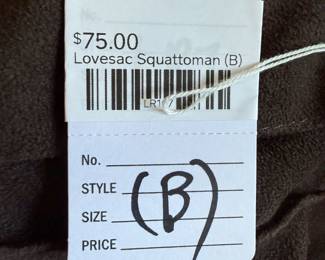 No.
$75.00
Lovesac Squattoman (B)
No.
STYLE
(B)
SIZE
PRICE